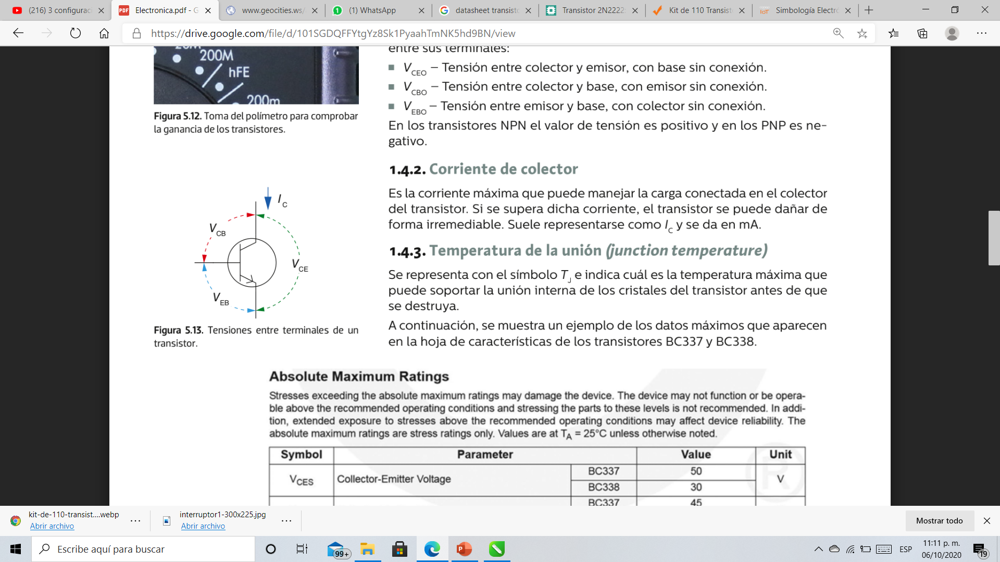 (216) 3 configuraci
Electronica.pdf - G
www.geocities.ws/
(1) WhatsApp
datasheet transisto
Transistor 2N2222
Kit de 110 Transist
Simbología Electró
https://drive.google.com/file/d/101SGDQFFYtgYz8Sk1PyaahTmNK5hd9BN/view
200M
hFE
200m
Figura 5.12. Toma del polímetro para comprobar
la ganancia de los transistores.
I C
V CB
V CE
V EB
Figura 5.13. Tensiones entre terminales de un
transistor.
entre sus terminales:
■ V CEO – Tensión entre colector y emisor, con base sin conexión.
■ V CBO – Tensión entre colector y base, con emisor sin conexión.
■ V EBO – Tensión entre emisor y base, con colector sin conexión.
En los transistores NPN el valor de tensión es positivo y en los PNP es ne-
gativo.
1.4.2. Corriente de colector
Es la corriente máxima que puede manejar la carga conectada en el colector
del transistor. Si se supera dicha corriente, el transistor se puede dañar de
forma irremediable. Suele representarse como I C y se da en mA.
1.4.3. Temperatura de la unión (junction temperature)
Se representa con el símbolo T J e indica cuál es la temperatura máxima que
puede soportar la unión interna de los cristales del transistor antes de que
se destruya.
A continuación, se muestra un ejemplo de los datos máximos que aparecen
en la hoja de características de los transistores BC337 y BC338.
Absolute Maximum Ratings
Stresses exceeding the absolute maximum ratings may damage the device. The device may not function or be opera-
ble above the recommended operating conditions and stressing the parts to these levels is not recommended. In addi-
tion, extended exposure to stresses above the recommended operating conditions may affect device reliability. The
absolute maximum ratings are stress ratings only. Values are at TA = 25°C unless otherwise noted.
Symbol Parameter Value Unit
VCES Collector-Emitter Voltage BC337 50 V
BC338 30
BC337 45
kit-de-110-transist....webp
Abrir archivo
interruptor1-300x225.jpg
Abrir archivo
Mostrar todo
Escribe aquí para buscar
99+
ESP
11:11 p. m.
06/10/2020
19